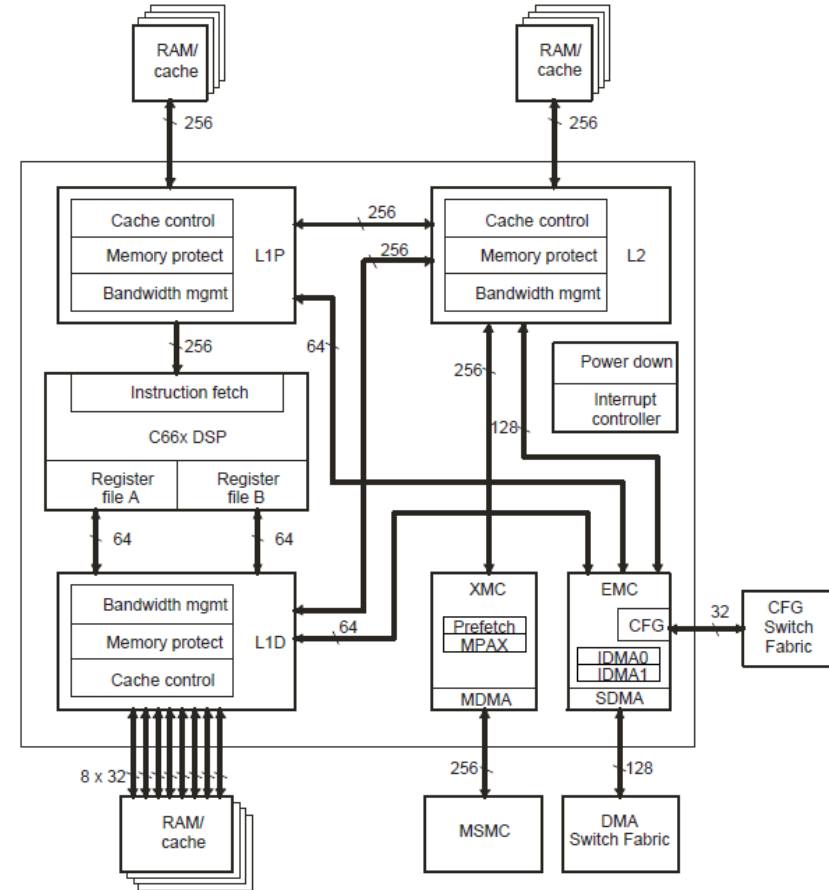 RAM/
cache
RAM/
cache
256
256
Cache control
Memory protect
L1P
Bandwidth mgmt
256
256
Cache control
Memory protect
L2
Bandwidth mgmt
256
64
256
128
Power down
Interrupt
controller
Instruction fetch
C66x DSP
Register
file A
Register
file B
64
64
Bandwidth mgmt
Memory protect
L1D
Cache control
64
XMC
Prefetch
MPAX
MDMA
EMC
CFG
IDMA0
IDMA1
SDMA
32
CFG
Switch
Fabric
8 x 32
256
128
RAM/
cache
MSMC
DMA
Switch Fabric